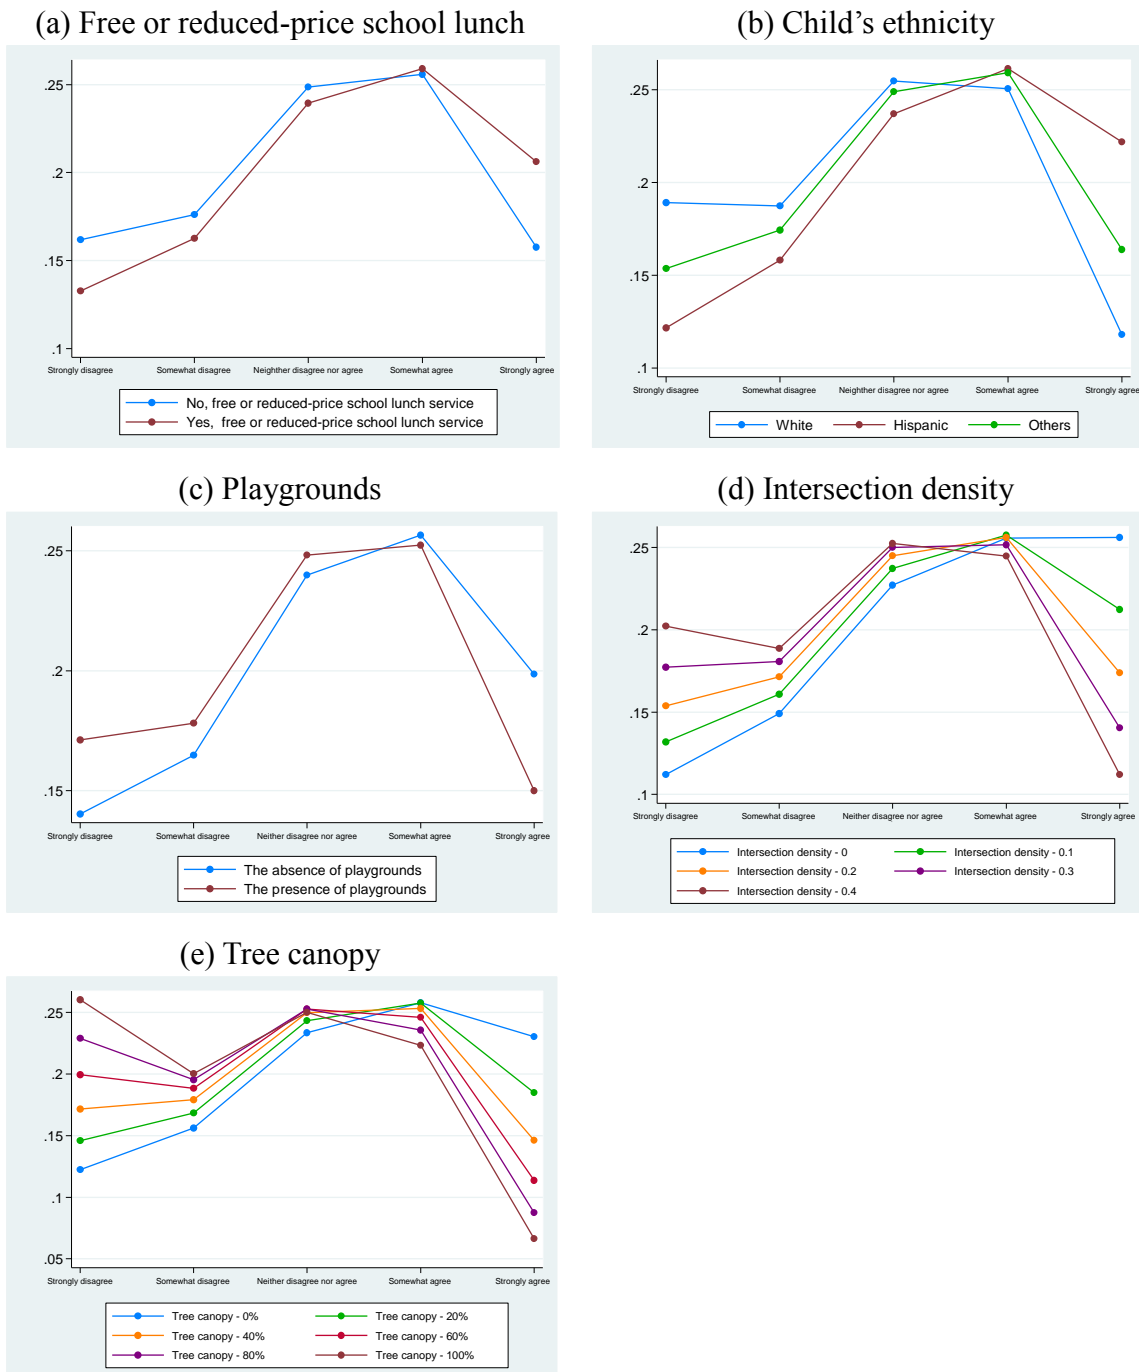 (a) Free or reduced-price school lunch
.25
.2
.15
.1
Strongly disagree Somewhat disagree Neighther disagree nor agree Somewhat agree Strongly agree
No, free or reduced-price school lunch service
Yes, free or reduced-price school lunch service
(b) Child's ethnicity
.25
.2
.15
.1
Strongly disagree Somewhat disagree Neighther disagree nor agree Somewhat agree Strongly agree
White Hispanic Others
(c) Playgrounds
.25
.2
.15
Strongly disagree Somewhat disagree Neither disagree nor agree Somewhat agree Strongly agree
The absence of playgrounds
The presence of playgrounds
(d) Intersection density
.25
.2
.15
.1
Strongly disagree Somewhat disagree Neither disagree nor agree Somewhat agree Strongly agree
Intersection density - 0 Intersection density - 0.1
Intersection density - 0.2 Intersection density - 0.3
Intersection density - 0.4
(e) Tree canopy
.25
.2
.15
.1
.05
Strongly disagree Somewhat disagree Neither disagree nor agree Somewhat agree Strongly agree
Tree canopy - 0% Tree canopy - 20%
Tree canopy - 40% Tree canopy - 60%
Tree canopy - 80% Tree canopy - 100%